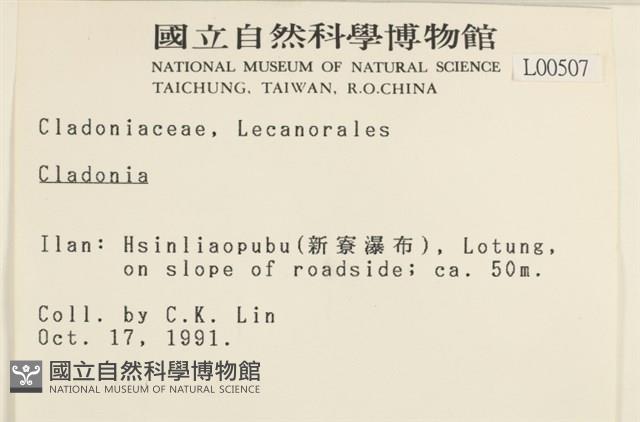 國立自然科學博物館
NATIONAL MUSEUM OF NATURAL SCIENCE L00507
TAICHUNG, TAIWAN, R.O.CHINA
Cladoniaceae, Lecanorales
Cladonia
Ilan: Hsinliaopubu(新寮瀑布), Lotung,
on slope of roadside; ca. 50m.
Coll. by C.K. Lin
Oct. 17, 1991.
國立自然科學博物館
NATIONAL MUSEUM OF NATURAL SCIENCE